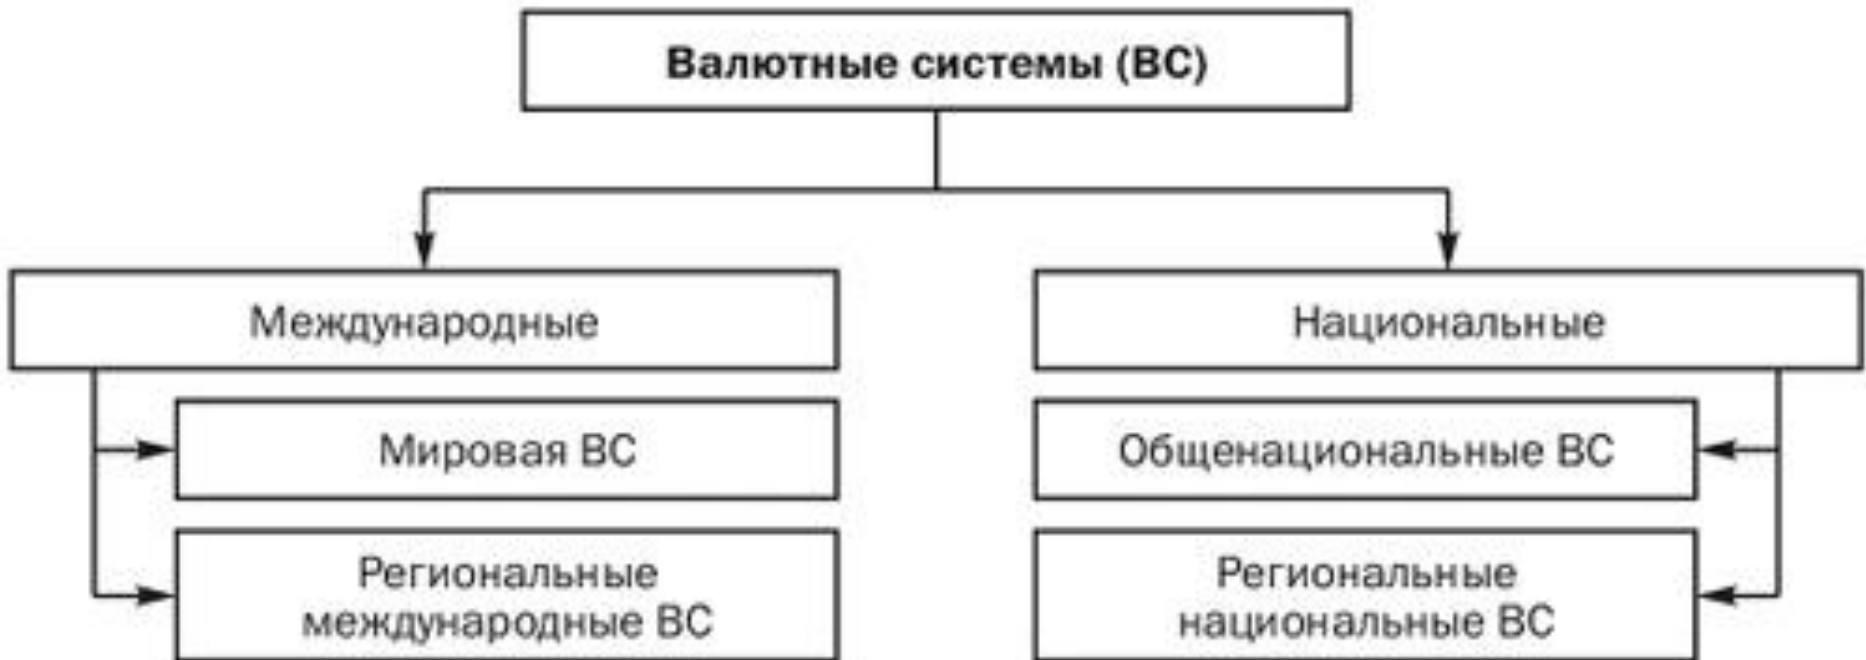 Валютные системы (ВС)
Международные
Национальные
Мировая ВС
Общенациональные ВС
Региональные
международные ВС
Региональные
национальные ВС